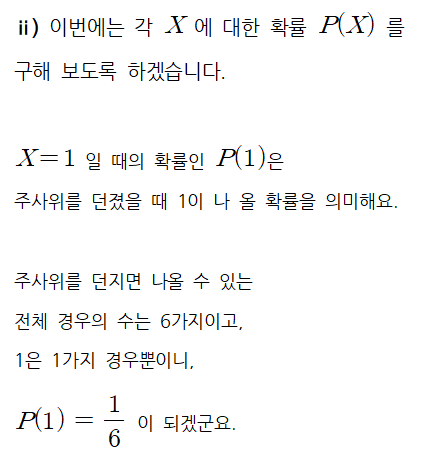 ii) 이번에는 각 X 에 대한 확률 P(X) 를
구해 보도록 하겠습니다.
X=1 일 때의 확률인 P(1)은
주사위를 던졌을 때 1이 나 올 확률을 의미해요.
주사위를 던지면 나올 수 있는
전체 경우의 수는 6가지이고,
1은 1가지 경우뿐이니,
P(1) = 1/6 이 되겠군요.